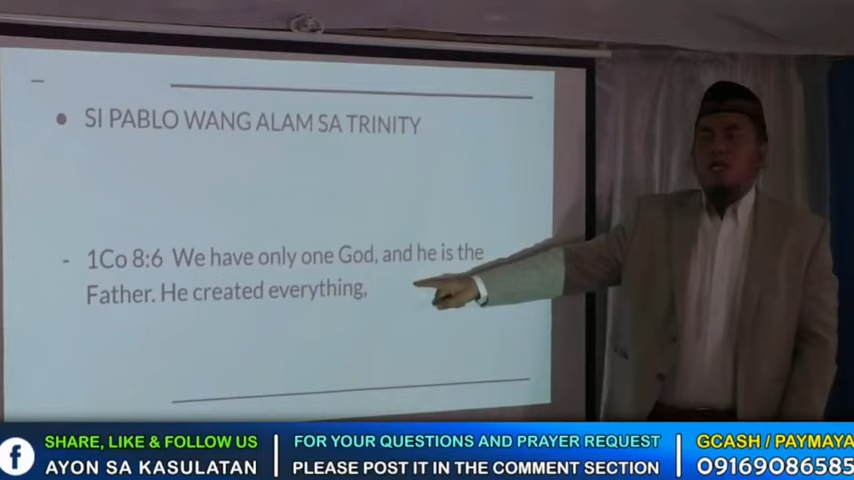 SI PABLO WANG ALAM SA TRINITY
- 1Co 8:6 We have only one God, and he is the
Father. He created everything,
SHARE, LIKE & FOLLOW US
AYON SA KASULATAN
FOR YOUR QUESTIONS AND PRAYER REQUEST
PLEASE POST IT IN THE COMMENT SECTION
GCASH / PAYMAYA
09169086585